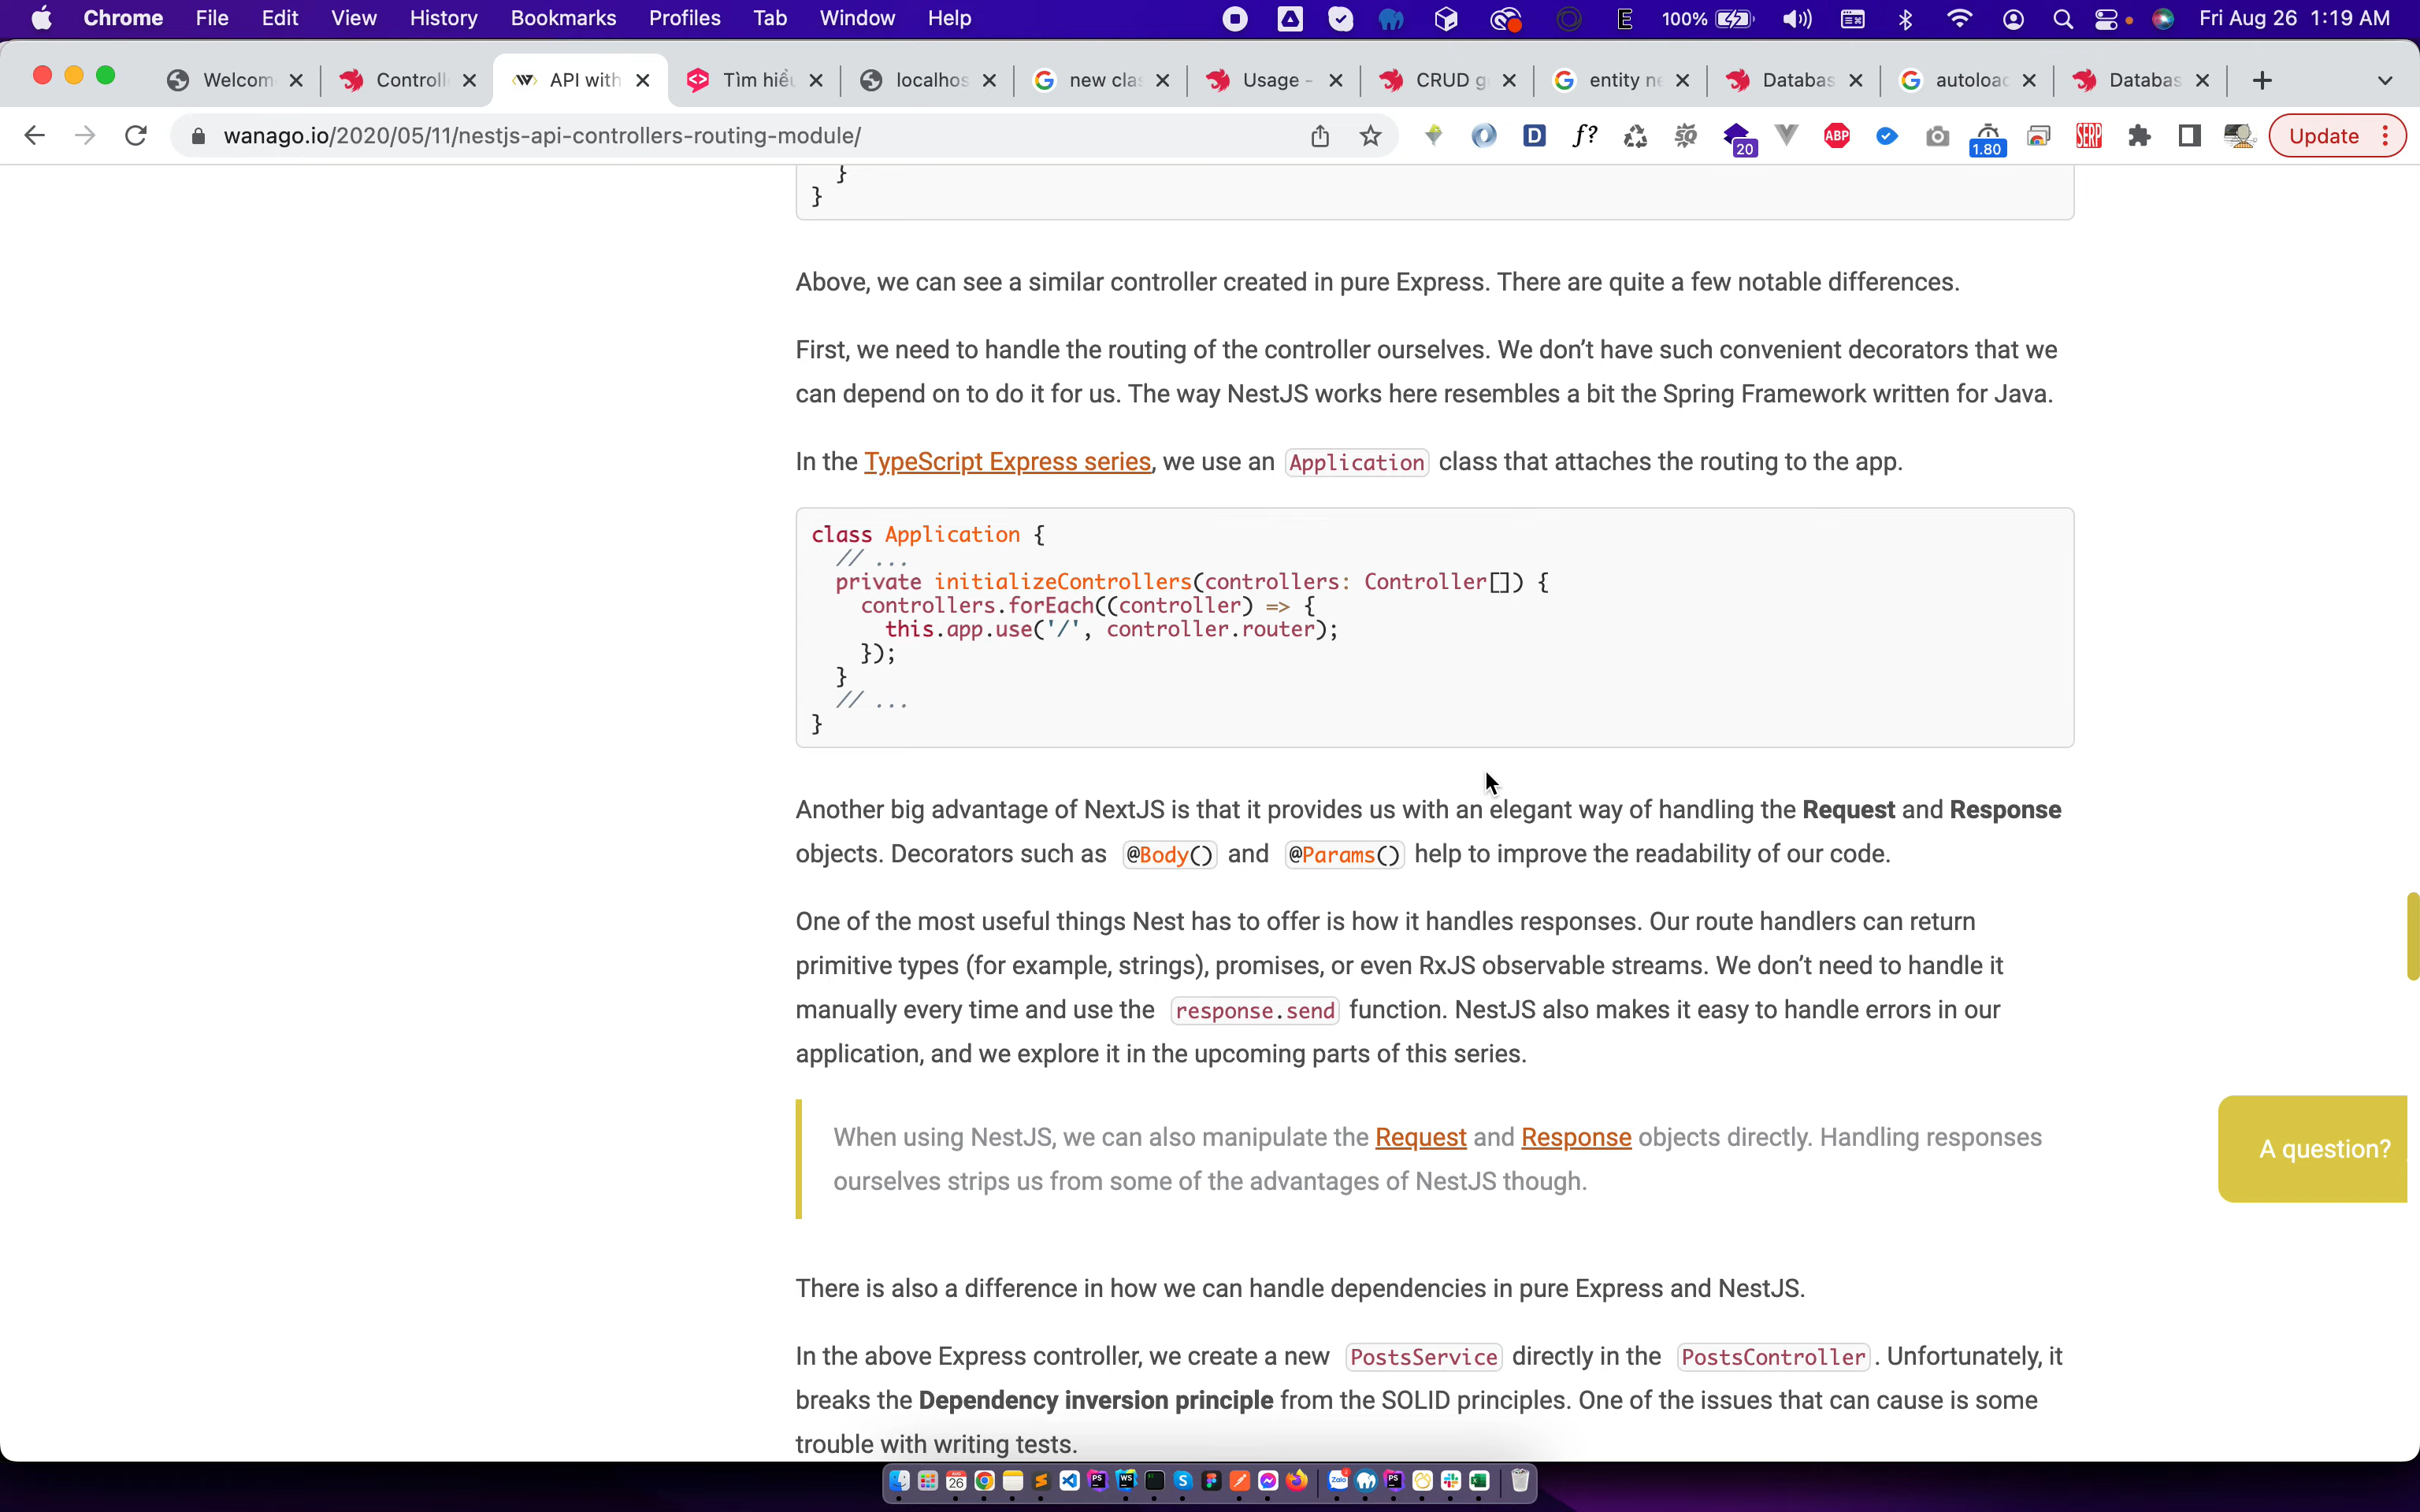 Chrome File Edit View History Bookmarks Profiles Tab Window Help E 100% Fri Aug 26 1:19 AM
Welcom Controll API with Tìm hiểu localhos new clas Usage - CRUD g entity ne Databas autoload Databas
wanago.io/2020/05/11/nestjs-api-controllers-routing-module/ D f? SQ 20 ABP 1.80 SERP Update
}
}
Above, we can see a similar controller created in pure Express. There are quite a few notable differences.
First, we need to handle the routing of the controller ourselves. We don’t have such convenient decorators that we
can depend on to do it for us. The way NestJS works here resembles a bit the Spring Framework written for Java.
In the TypeScript Express series, we use an Application class that attaches the routing to the app.
class Application {
// ...
private initializeControllers(controllers: Controller[]) {
controllers.forEach((controller) => {
this.app.use('/', controller.router);
});
}
// ...
}
Another big advantage of NextJS is that it provides us with an elegant way of handling the Request and Response
objects. Decorators such as @Body() and @Params() help to improve the readability of our code.
One of the most useful things Nest has to offer is how it handles responses. Our route handlers can return
primitive types (for example, strings), promises, or even RxJS observable streams. We don’t need to handle it
manually every time and use the response.send function. NestJS also makes it easy to handle errors in our
application, and we explore it in the upcoming parts of this series.
When using NestJS, we can also manipulate the Request and Response objects directly. Handling responses
ourselves strips us from some of the advantages of NestJS though.
A question?
There is also a difference in how we can handle dependencies in pure Express and NestJS.
In the above Express controller, we create a new PostsService directly in the PostsController. Unfortunately, it
breaks the Dependency inversion principle from the SOLID principles. One of the issues that can cause is some
trouble with writing tests.
26 PS WS Zalo PS